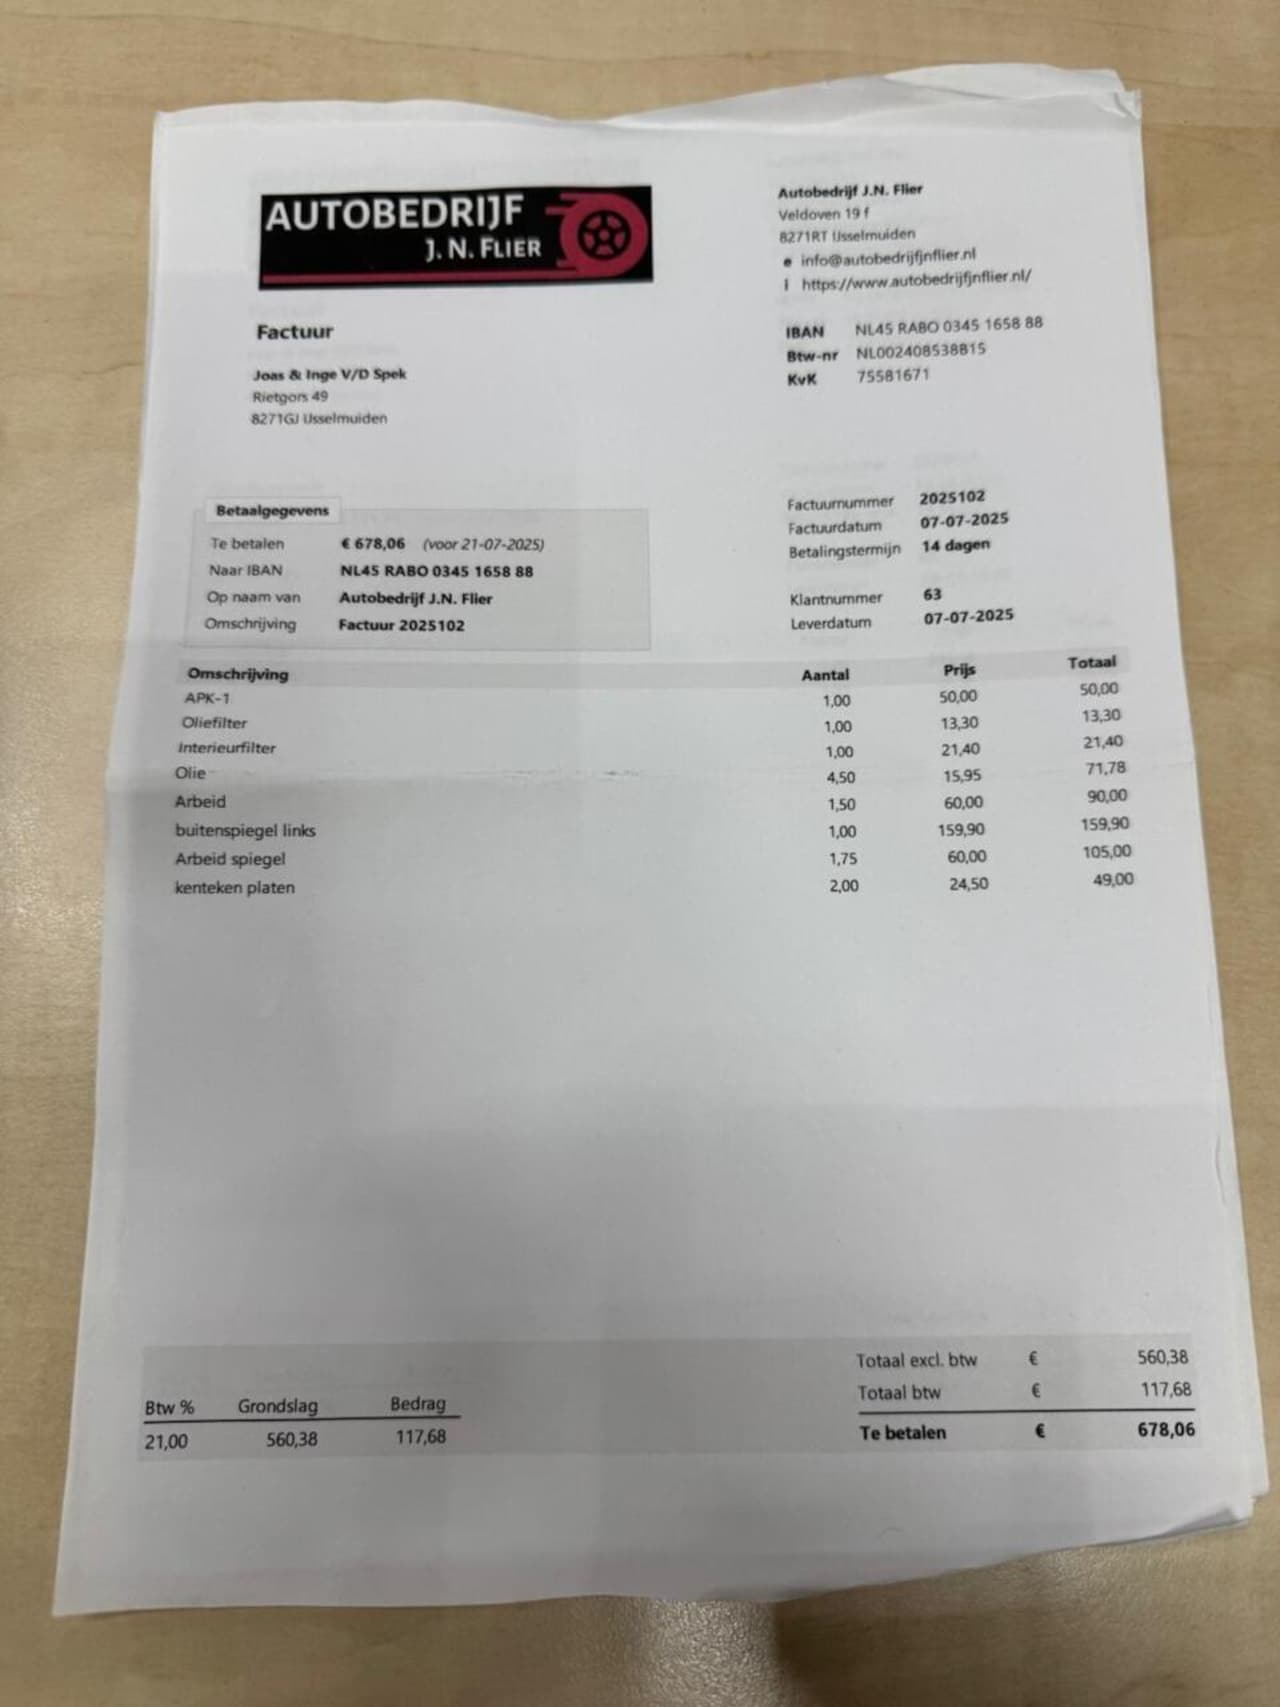 AUTOBEDRIJF
J. N. FLIER
Autobedrijf J.N. Flier
Veldoven 19 f
8271RT IJsselmuiden
e info@autobedrijfjnflier.nl
I https://www.autobedrijfjnflier.nl/
Factuur
IBAN NL45 RABO 0345 1658 88
Btw-nr NL002408538B15
KvK 75581671
Joas & Inge V/D Spek
Rietgors 49
8271GJ IJsselmuiden
Factuurnummer 2025102
Factuurdatum 07-07-2025
Betalingstermijn 14 dagen
Klantnummer 63
Leverdatum 07-07-2025
Betaalgegevens
Te betalen € 678,06 (voor 21-07-2025)
Naar IBAN NL45 RABO 0345 1658 88
Op naam van Autobedrijf J.N. Flier
Omschrijving Factuur 2025102
Omschrijving Aantal Prijs Totaal
APK-1 1,00 50,00 50,00
Oliefilter 1,00 13,30 13,30
Interieurfilter 1,00 21,40 21,40
Olie 4,50 15,95 71,78
Arbeid 1,50 60,00 90,00
buitenspiegel links 1,00 159,90 159,90
Arbeid spiegel 1,75 60,00 105,00
kenteken platen 2,00 24,50 49,00
Btw % Grondslag Bedrag
21,00 560,38 117,68
Totaal excl. btw € 560,38
Totaal btw € 117,68
Te betalen € 678,06